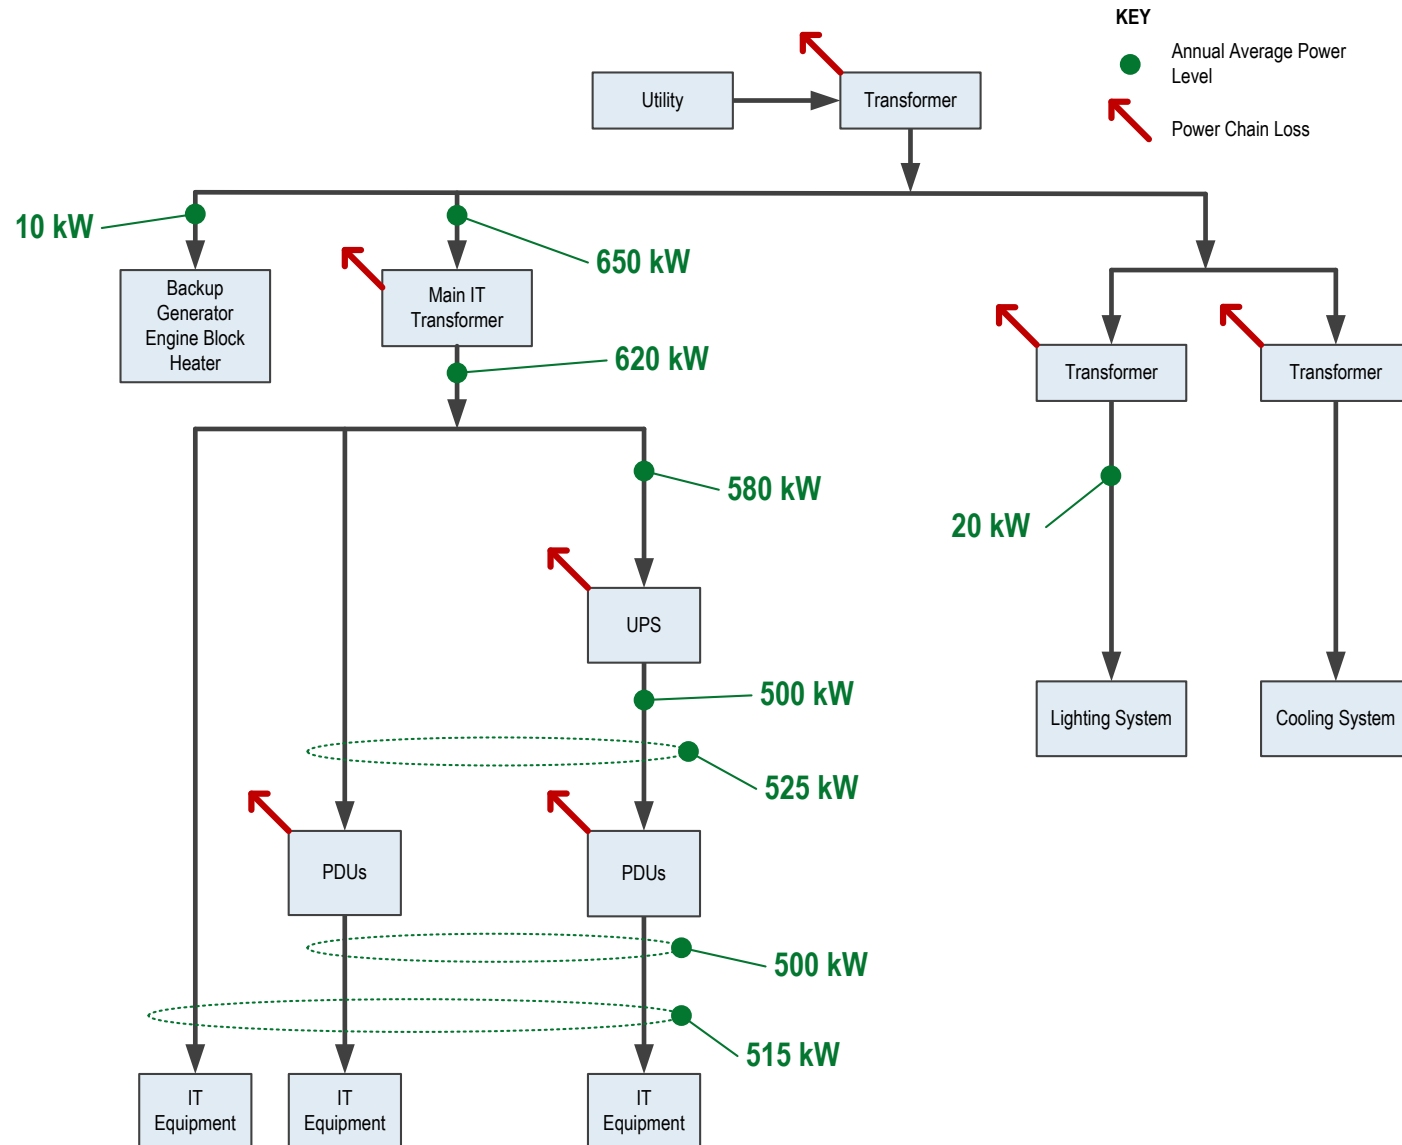 KEY
Annual Average Power
Level
Power Chain Loss
Utility
Transformer
10 kW
650 kW
Backup
Generator
Engine Block
Heater
Main IT
Transformer
620 kW
Transformer
Transformer
580 kW
20 kW
UPS
500 kW
Lighting System
Cooling System
525 kW
PDUs
PDUs
500 kW
515 kW
IT
Equipment
IT
Equipment
IT
Equipment